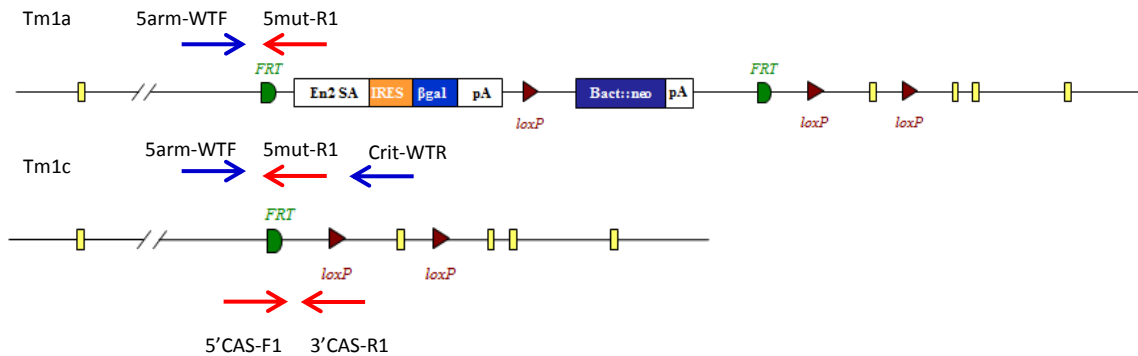 Tm1a 5arm-WTF 5mut-R1
FRT FRT
En2 SA IRES βgal pA Bact::neo pA
loxP loxP loxP
5arm-WTF 5mut-R1 Crit-WTR
Tm1c
FRT
loxP loxP
5’CAS-F1 3’CAS-R1